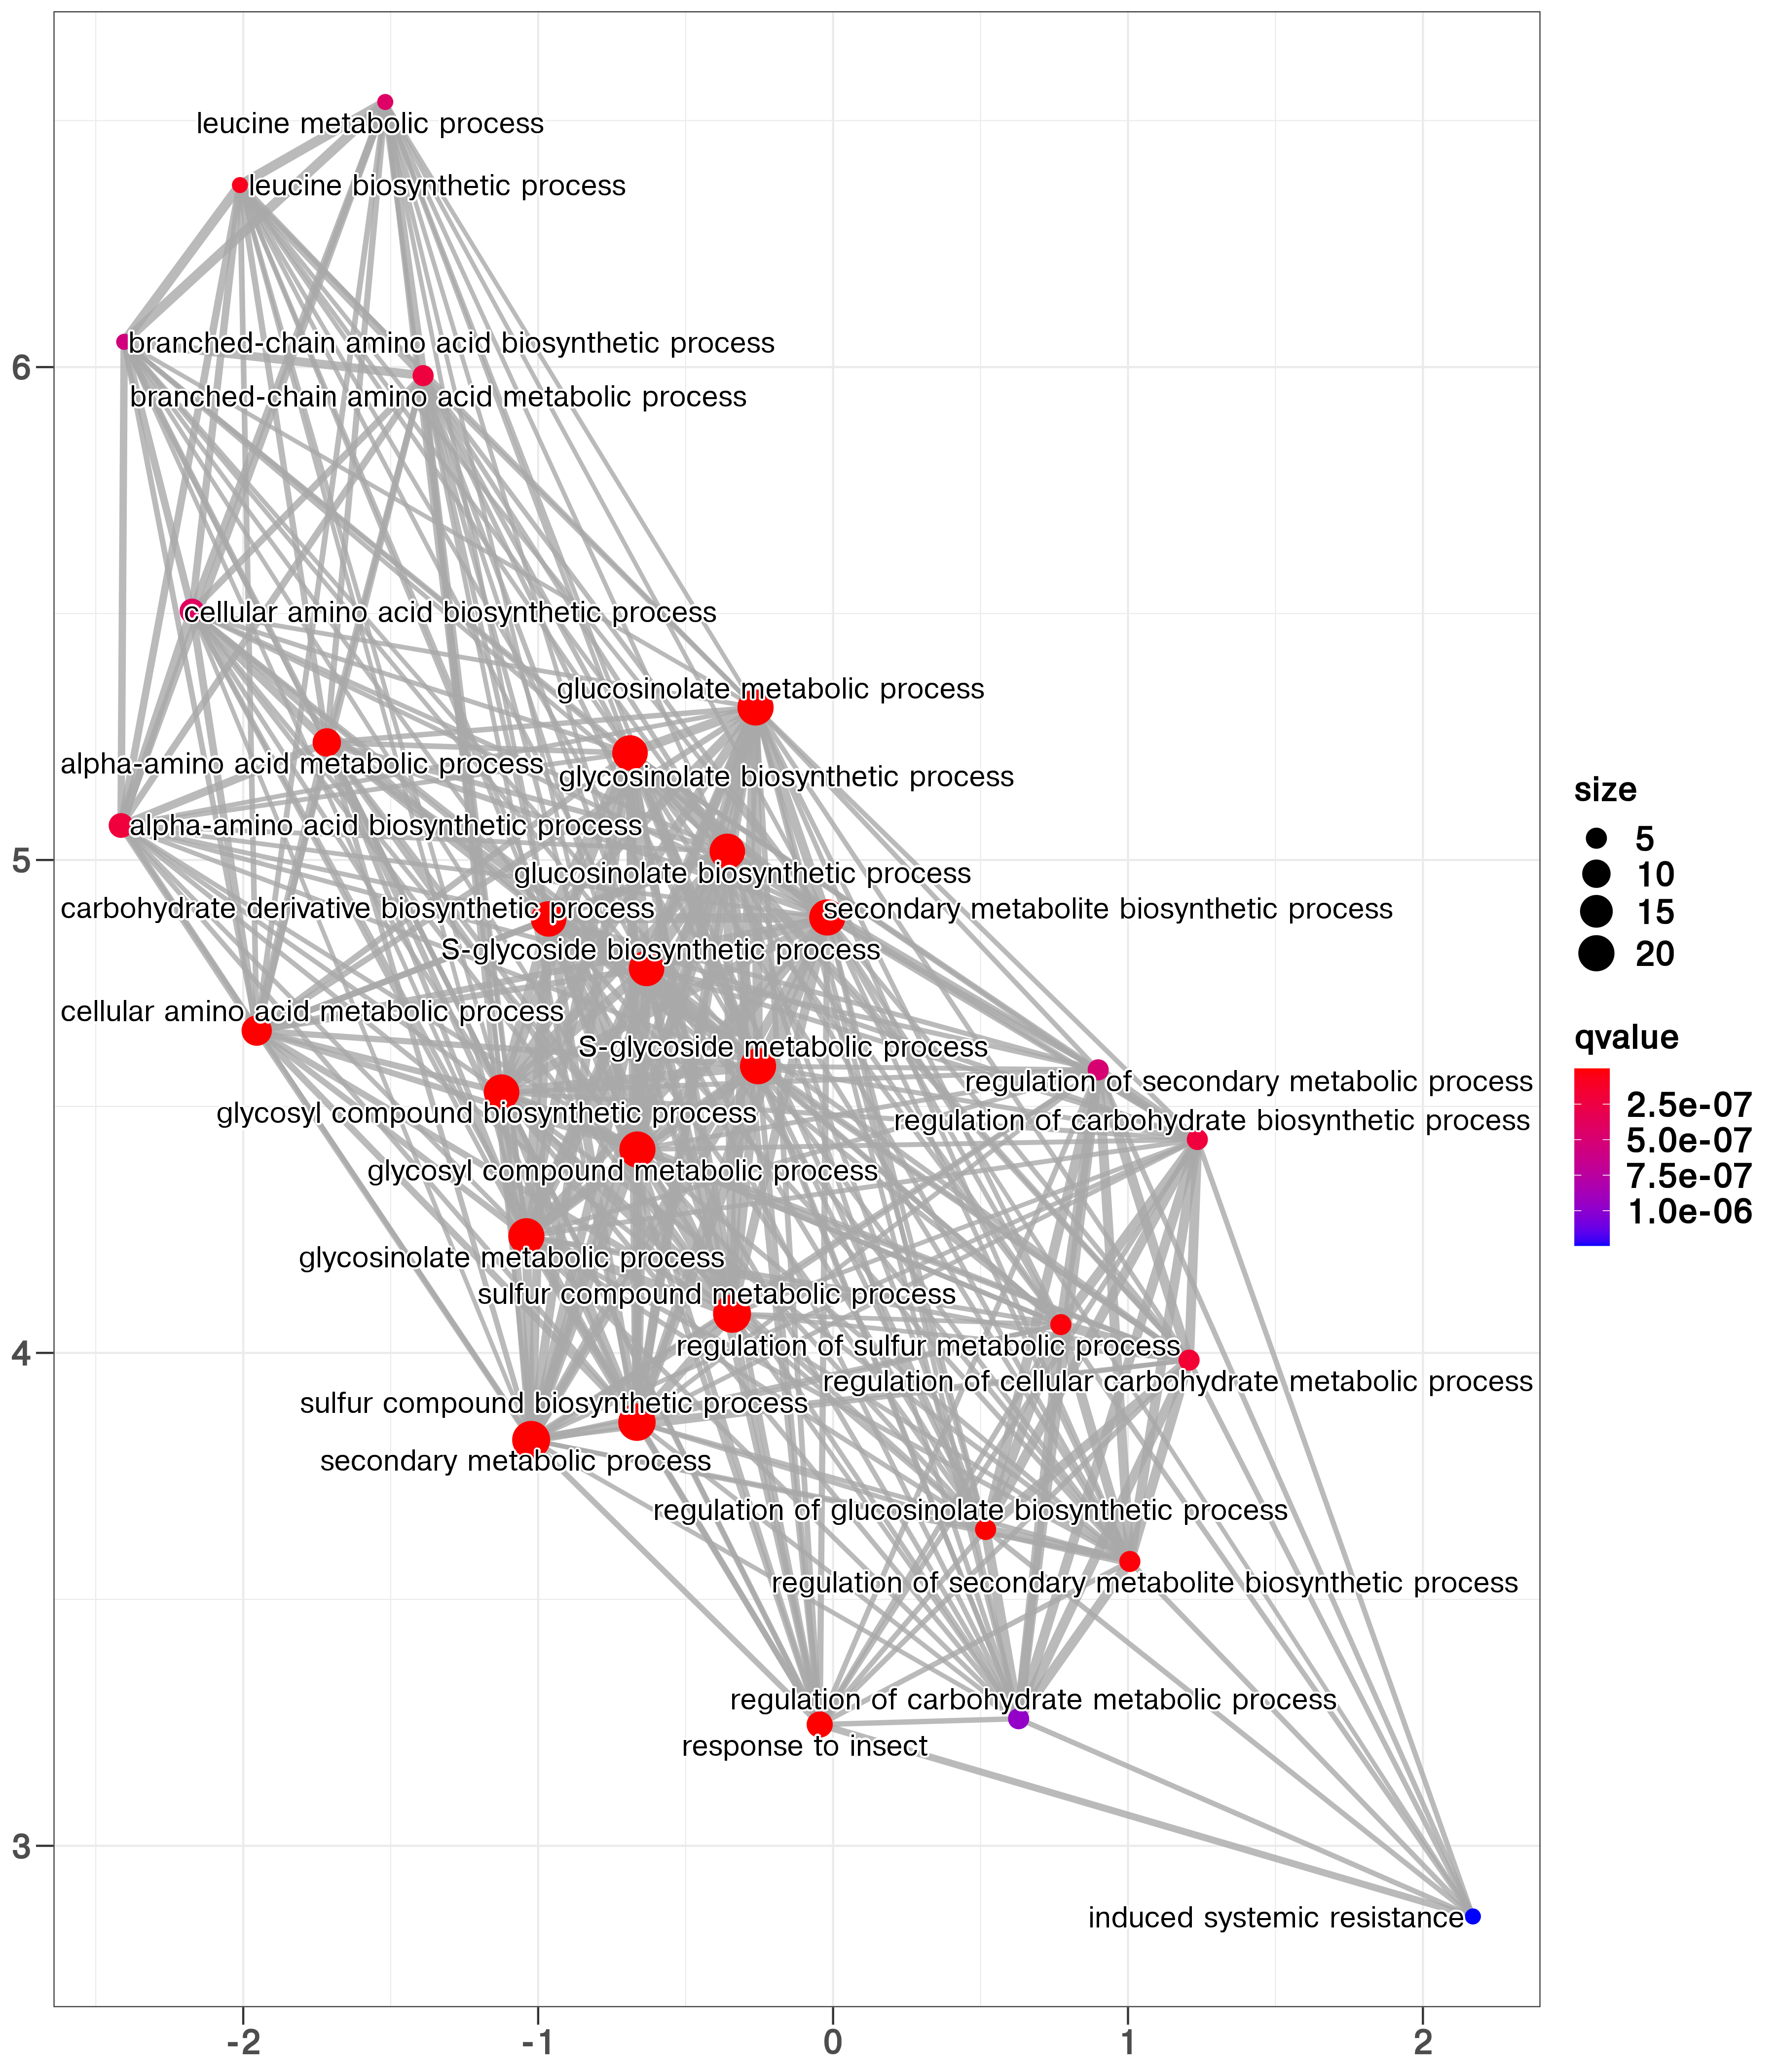 leucine metabolic process
leucine biosynthetic process
branched-chain amino acid biosynthetic process
6
branched-chain amino acid metabolic process
cellular amino acid biosynthetic process
glucosinolate metabolic process
alpha-amino acid metabolic process
glycosinolate biosynthetic process
size
alpha-amino acid biosynthetic process
5
5
glucosinolate biosynthetic process
10
carbohydrate derivative biosynthetic process
secondary metabolite biosynthetic process
15
S-glycoside biosynthetic process
20
cellular amino acid metabolic process
S-glycoside metabolic process
qvalue
regulation of secondary metabolic process
2.5e-07
glycosyl compound biosynthetic process
regulation of carbohydrate biosynthetic process
5.0e-07
glycosyl compound metabolic process
7.5e-07
1.0e-06
glycosinolate metabolic process
sulfur compound metabolic process
regulation of sulfur metabolic process
4
regulation of cellular carbohydrate metabolic process
sulfur compound biosynthetic process
secondary metabolic process
regulation of glucosinolate biosynthetic process
regulation of secondary metabolite biosynthetic process
regulation of carbohydrate metabolic process
response to insect
3
induced systemic resistance
-2
-1
0
1
2